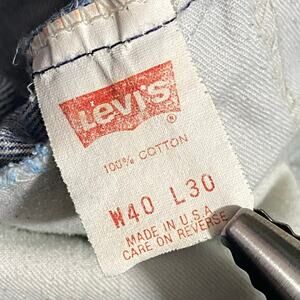 Levi's
®
100% COTTON
W40 L30
MADE IN U.S.A
CARE ON REVERSE